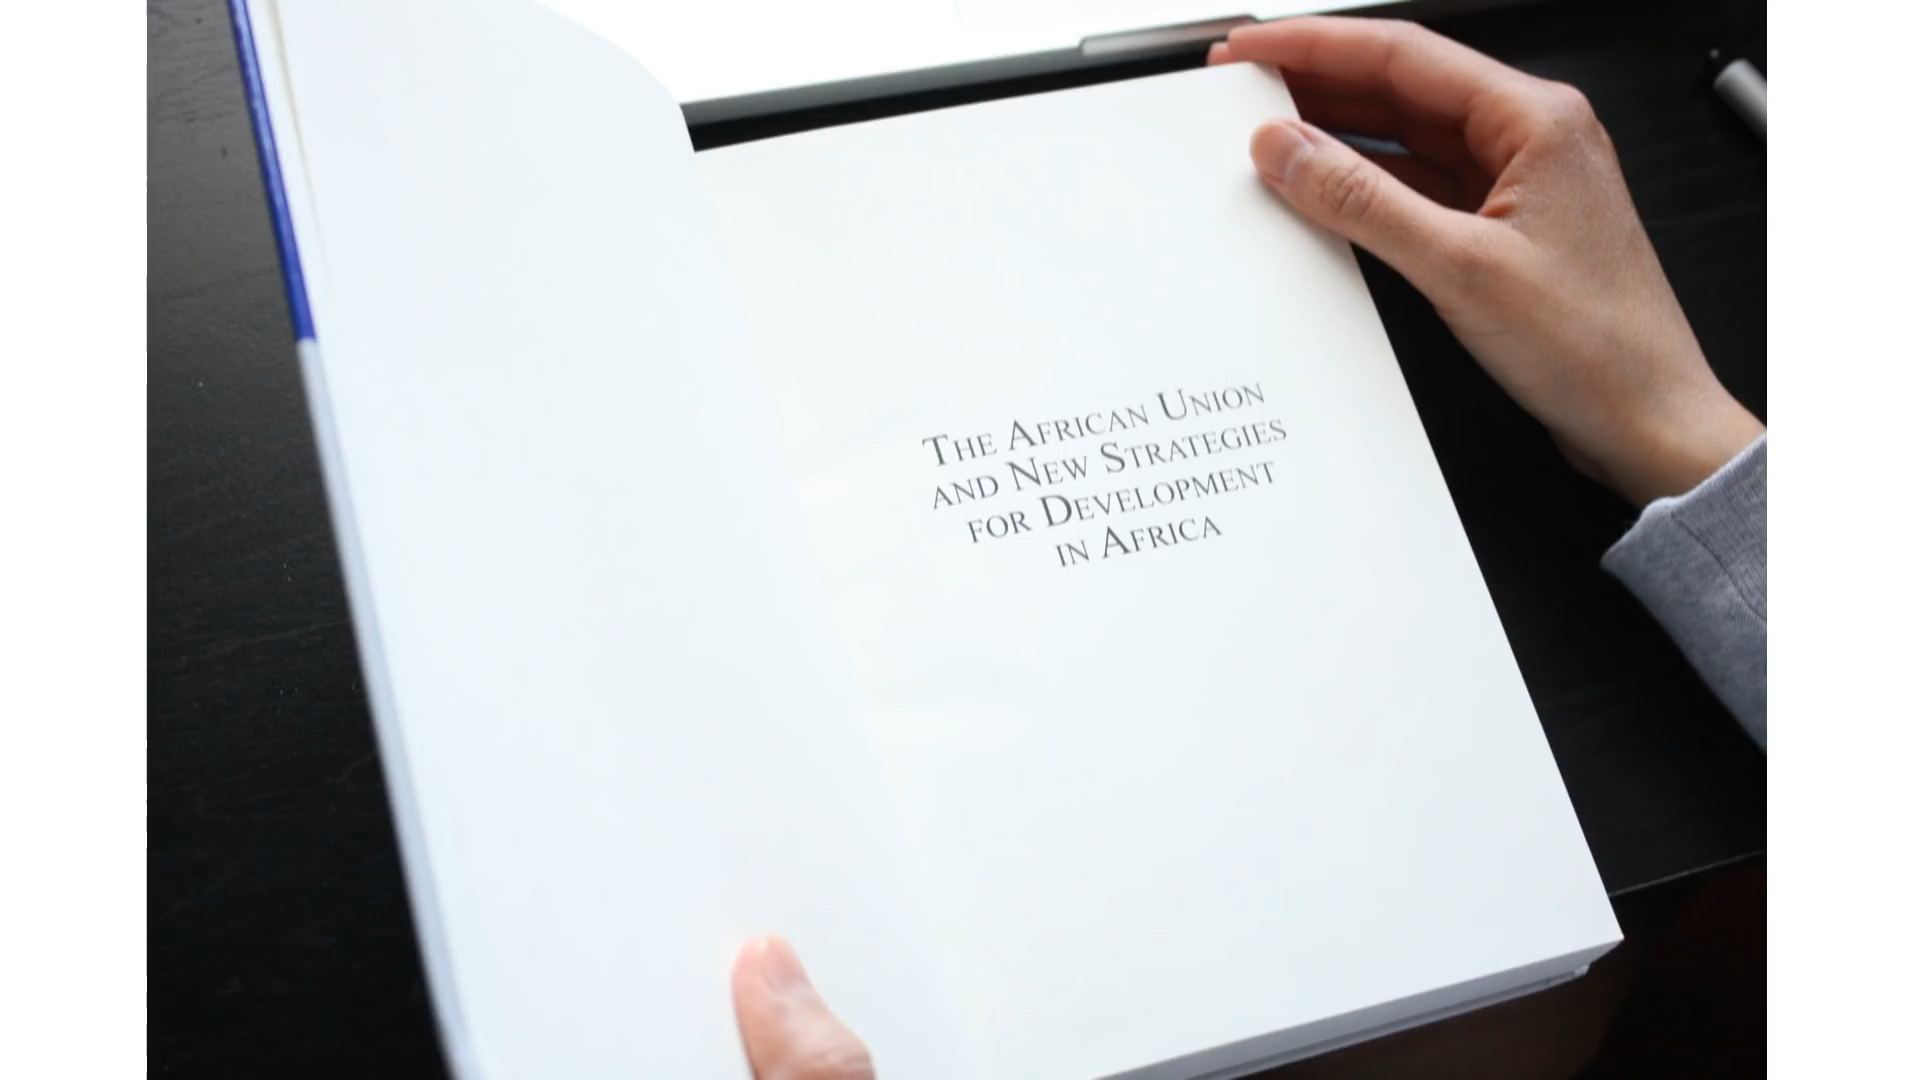 THE AFRICAN UNION
AND NEW STRATEGIES
FOR DEVELOPMENT
IN AFRICA